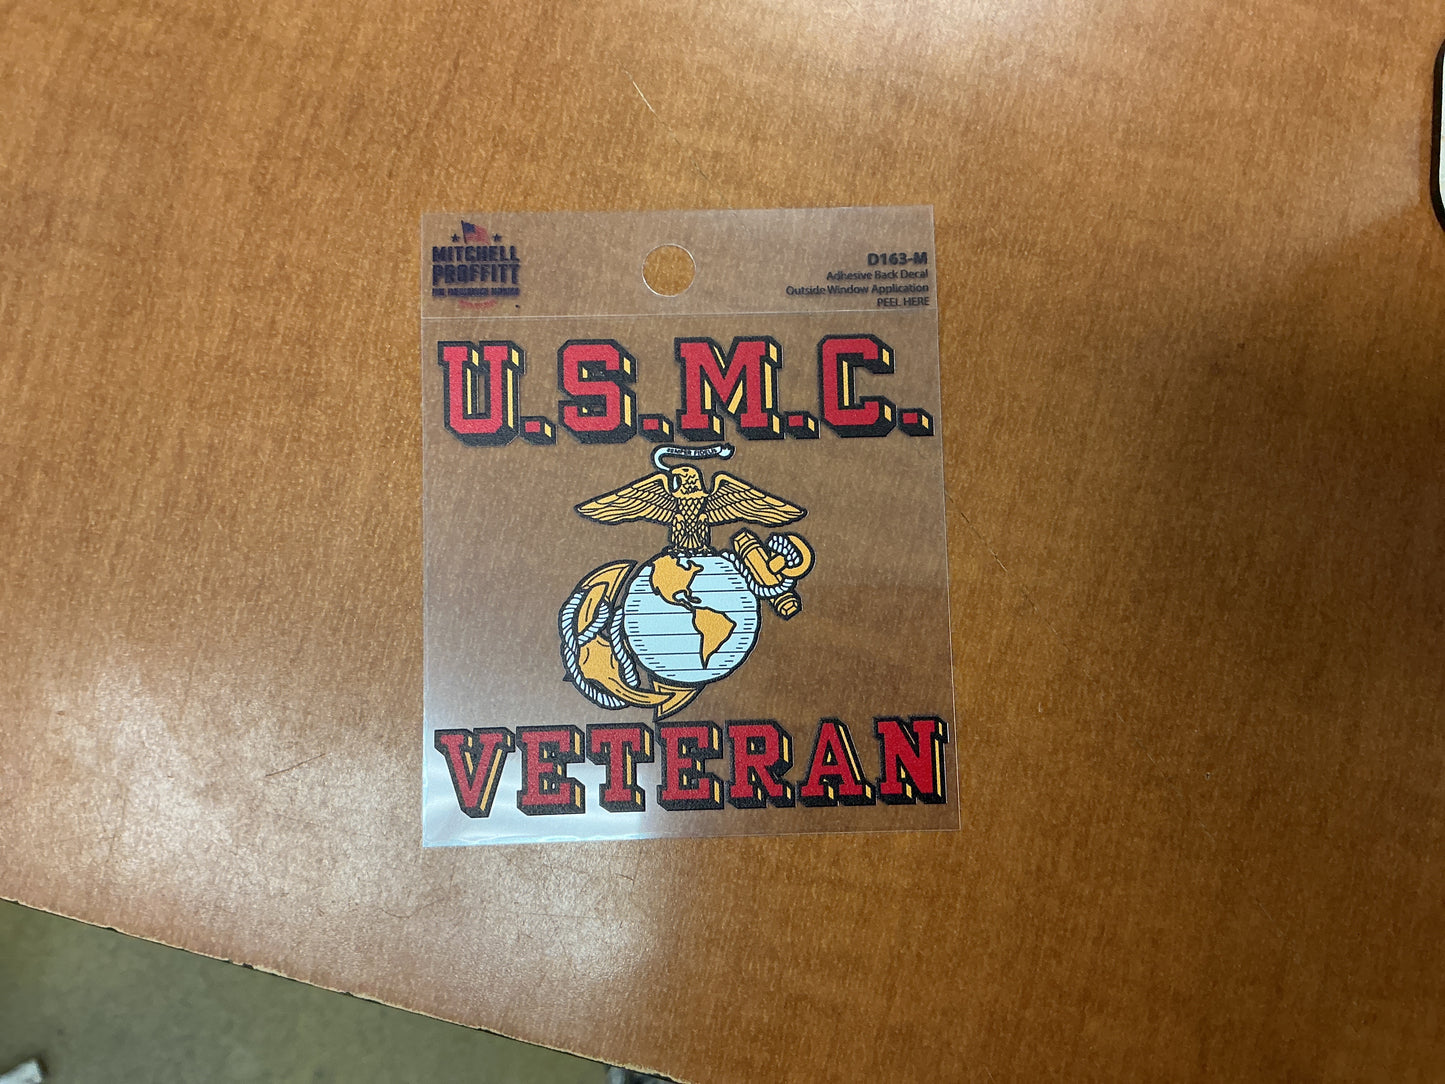 MITCHELL
PROFFITT
D163-M
Adhesive Back Decal
Outside Window Application
PEEL HERE
U.S.M.C.
SEMPER FIDELIS
VETERAN